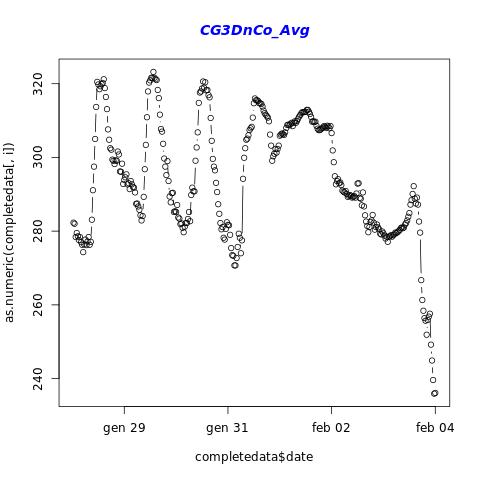 CG3DnCo_Avg
as.numeric(completedata[, i])
320
300
280
260
240
gen 29
gen 31
feb 02
feb 04
completedata$date